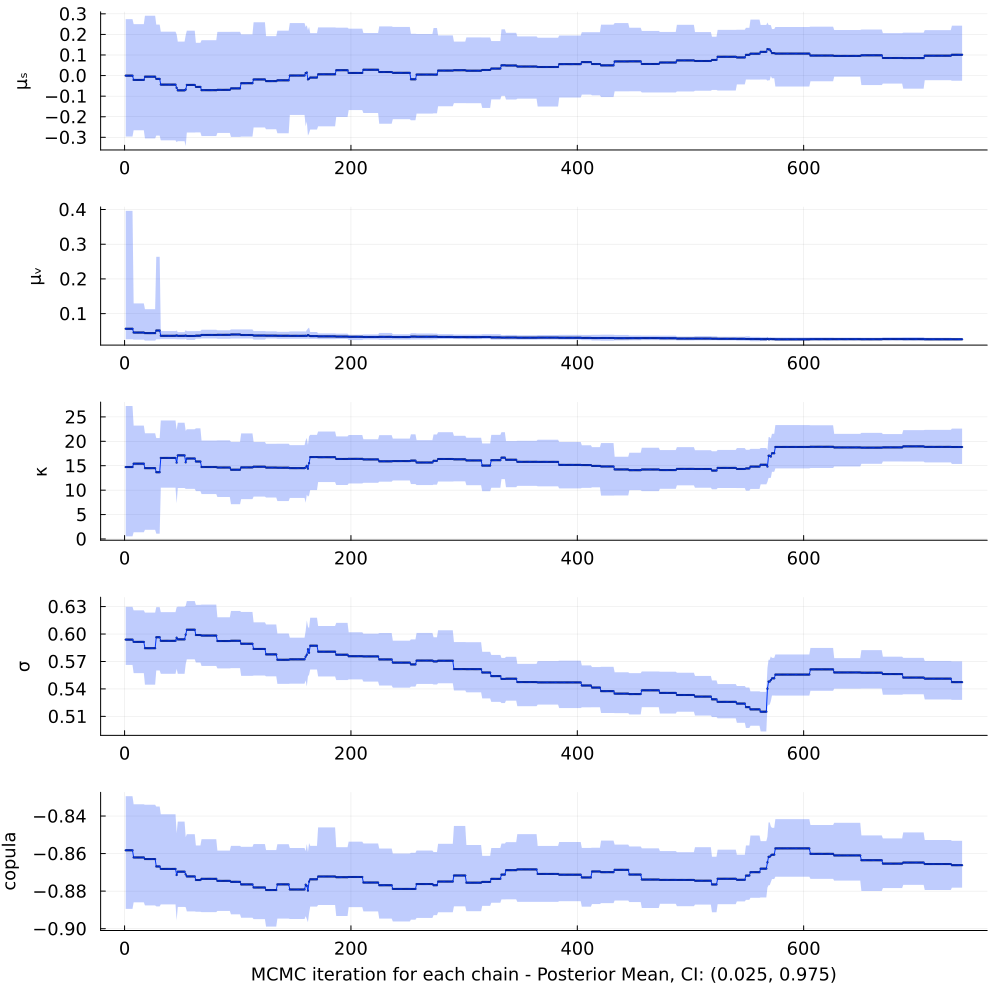 0.3
0.2
0.1
0.0
−0.1
−0.2
−0.3
μₛ
0 200 400 600
0.4
0.3
0.2
0.1
μᵥ
0 200 400 600
25
20
15
10
5
0
κ
0 200 400 600
0.63
0.60
0.57
0.54
0.51
σ
0 200 400 600
−0.84
−0.86
−0.88
−0.90
copula
0 200 400 600
MCMC iteration for each chain - Posterior Mean, CI: (0.025, 0.975)